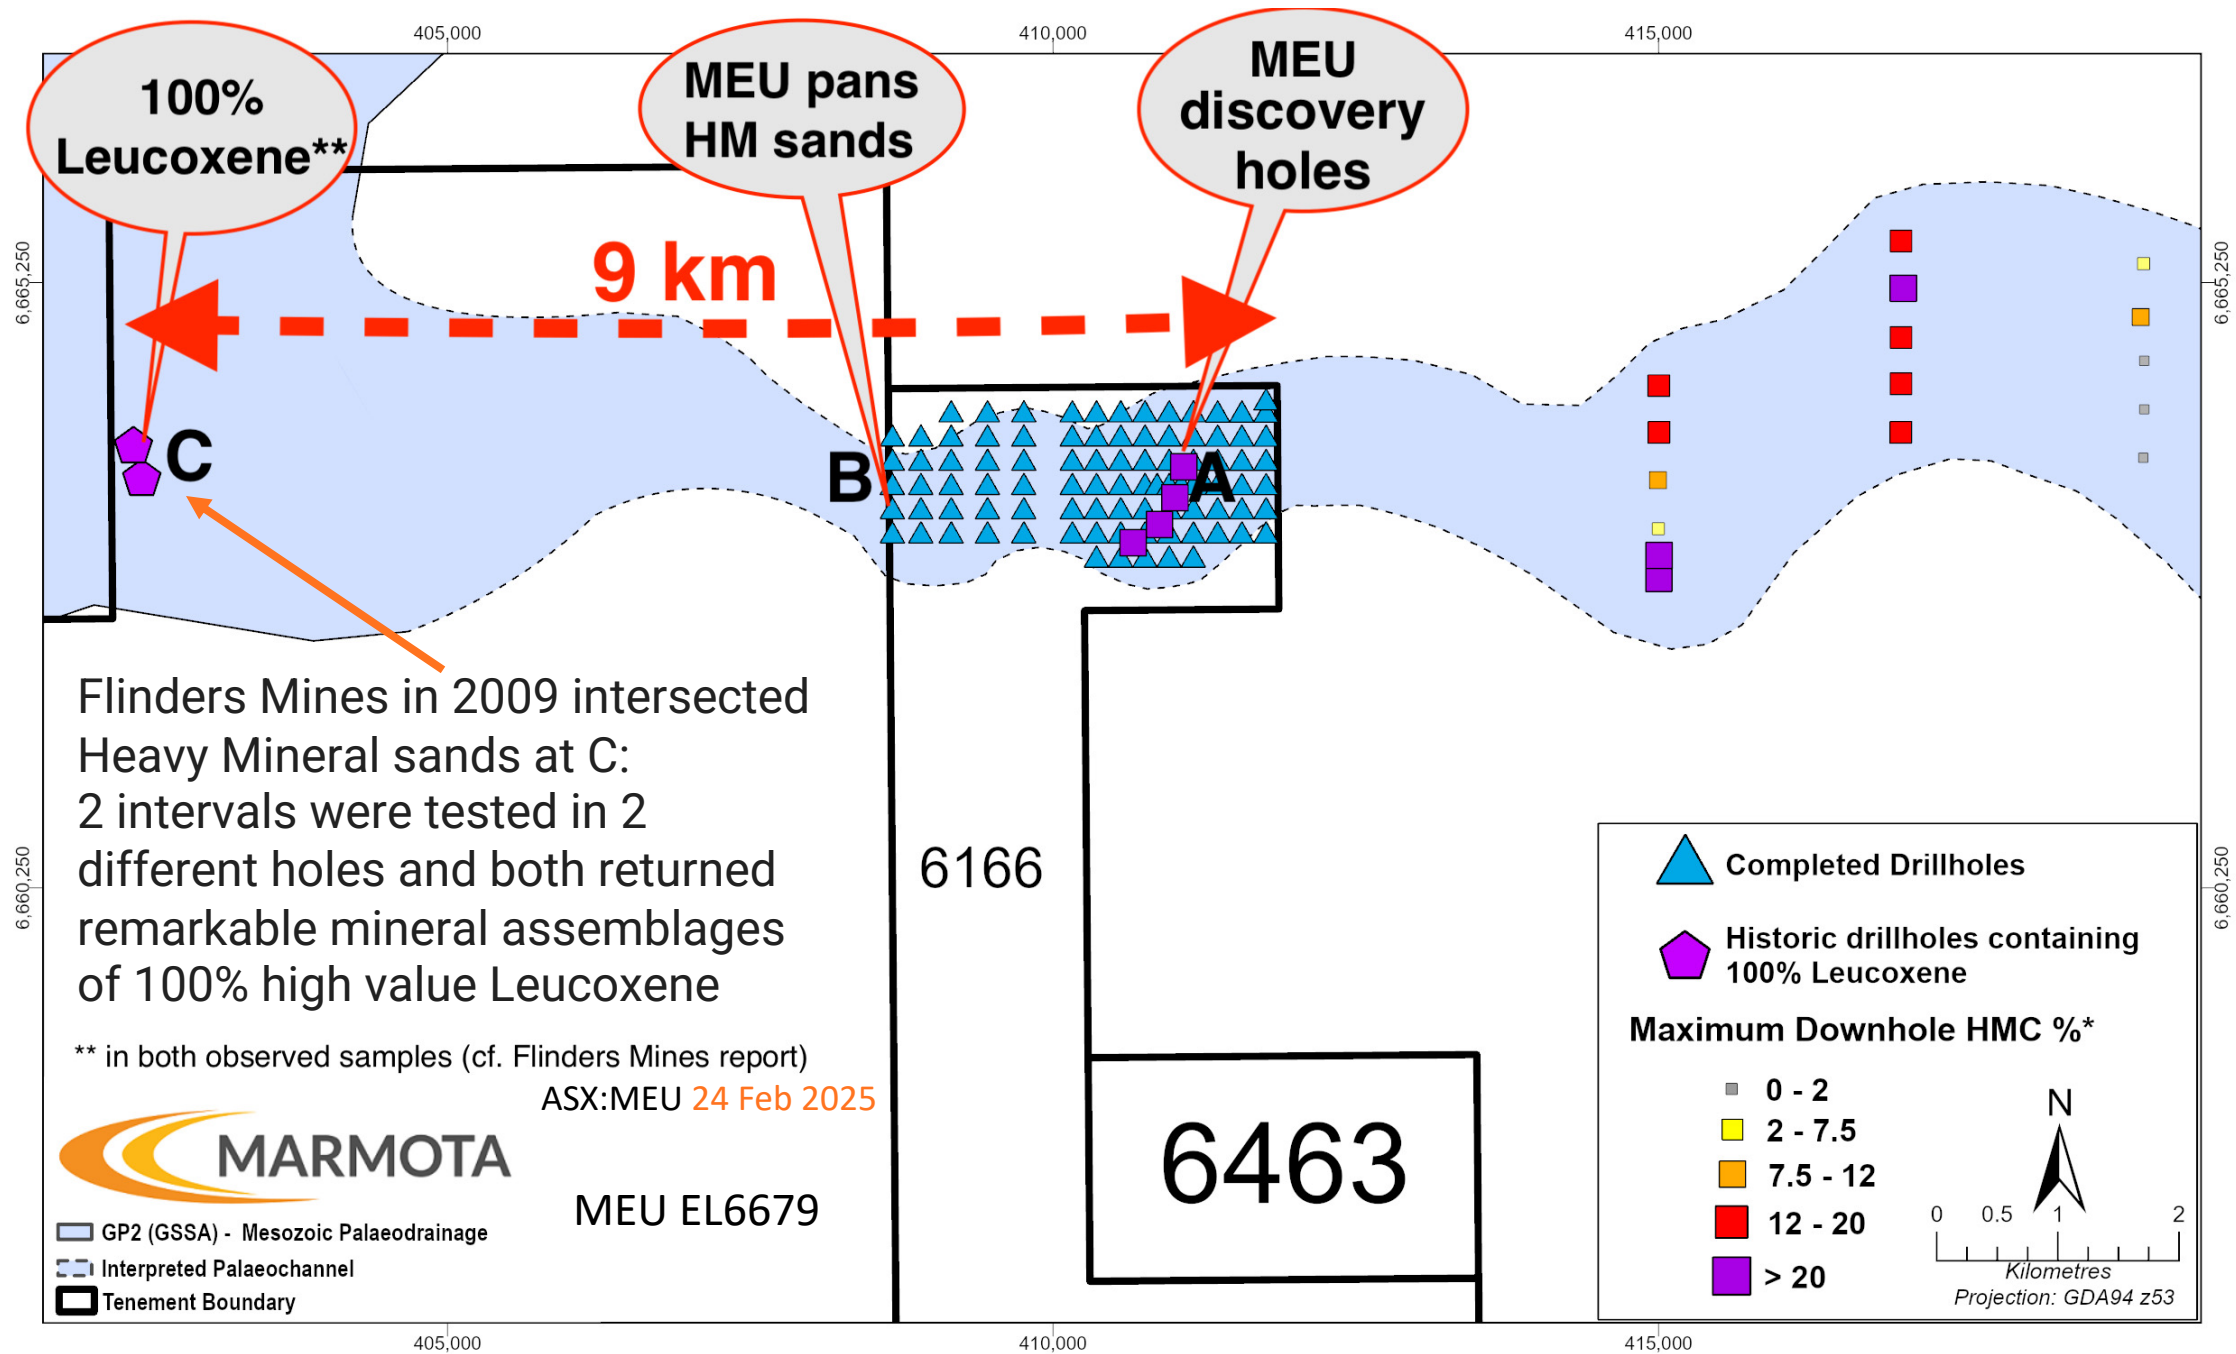 405,000
410,000
415,000
100%
Leucoxene**
MEU pans
HM sands
MEU
discovery
holes
6,665,250
6,665,250
9 km
C
B
A
Flinders Mines in 2009 intersected
Heavy Mineral sands at C:
2 intervals were tested in 2
different holes and both returned
remarkable mineral assemblages
of 100% high value Leucoxene
** in both observed samples (cf. Flinders Mines report)
ASX:MEU 24 Feb 2025
MARMOTA
MEU EL6679
GP2 (GSSA) - Mesozoic Palaeodrainage
Interpreted Palaeochannel
Tenement Boundary
6,660,250
6166
6463
6,660,250
Completed Drillholes
Historic drillholes containing
100% Leucoxene
Maximum Downhole HMC %*
0 - 2
2 - 7.5
7.5 - 12
12 - 20
> 20
N
0 0.5 1 2
Kilometres
Projection: GDA94 z53
405,000
410,000
415,000